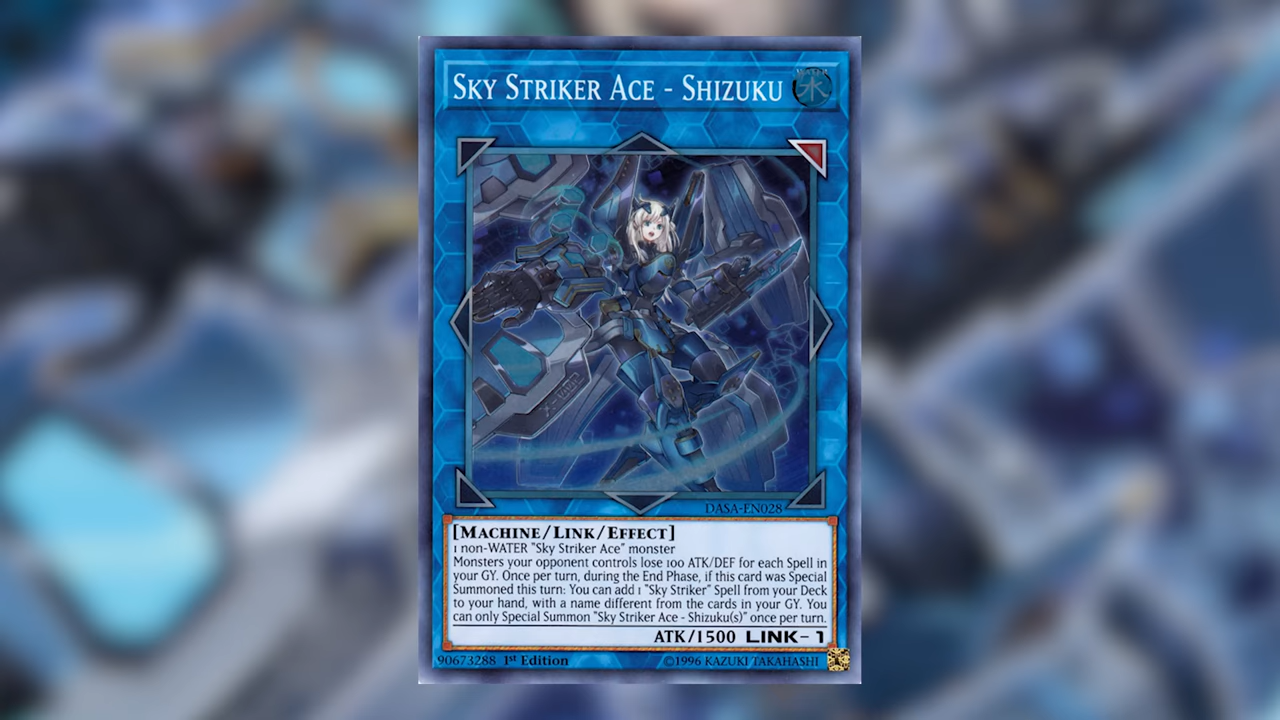 SKY STRIKER ACE - SHIZUKU
WATER
水
DASA-EN028
[MACHINE/LINK/EFFECT]
1 non-WATER "Sky Striker Ace" monster
Monsters your opponent controls lose 100 ATK/DEF for each Spell in
your GY. Once per turn, during the End Phase, if this card was Special
Summoned this turn: You can add 1 "Sky Striker" Spell from your Deck
to your hand, with a name different from the cards in your GY. You
can only Special Summon "Sky Striker Ace - Shizuku(s)" once per turn.
ATK/1500 LINK-1
90673288 1st Edition ©1996 KAZUKI TAKAHASHI